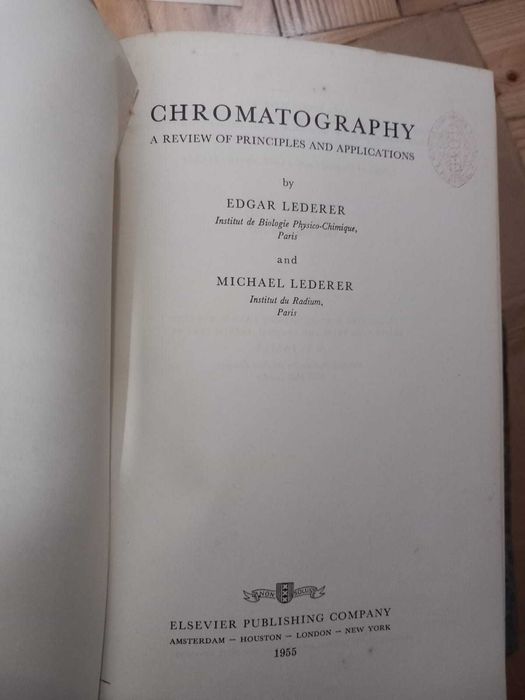 CHROMATOGRAPHY
A REVIEW OF PRINCIPLES AND APPLICATIONS
by
EDGAR LEDERER
Institut de Biologie Physico-Chimique,
Paris
and
MICHAEL LEDERER
Institut du Radium,
Paris
NON SOLUS
ELSEVIER PUBLISHING COMPANY
AMSTERDAM – HOUSTON – LONDON – NEW YORK
1955